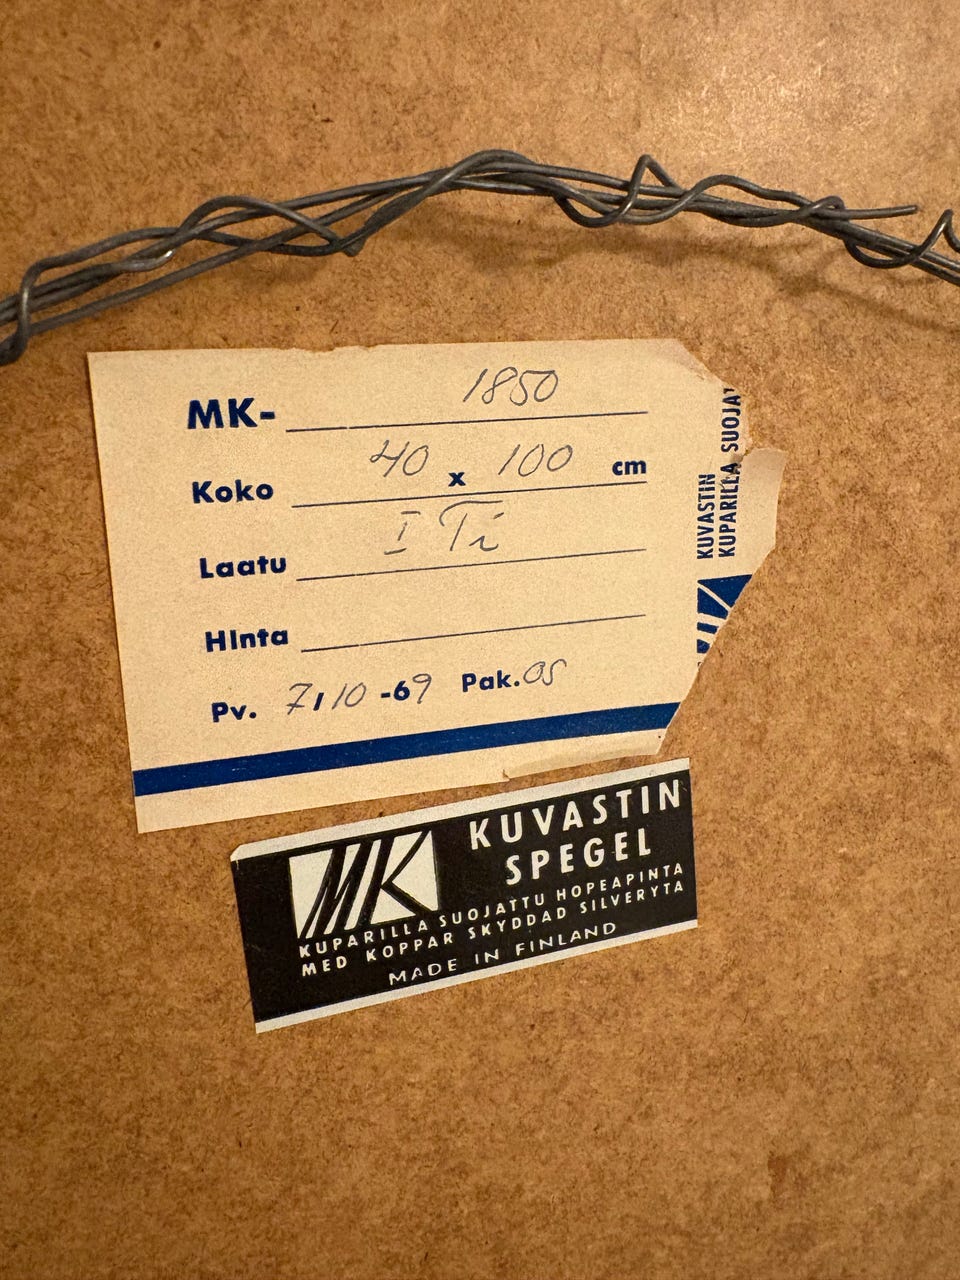 MK- 1850
Koko 40 x 100 cm
Laatu I Ti
Hinta
Pv. 7/10 -69 Pak. OS
KUVASTIN
KUPARILLA SUOJAT
MK
KUVASTIN
SPEGEL
KUPARILLA SUOJATTU HOPEAPINTA
MED KOPPAR SKYDDAD SILVERYTA
MADE IN FINLAND